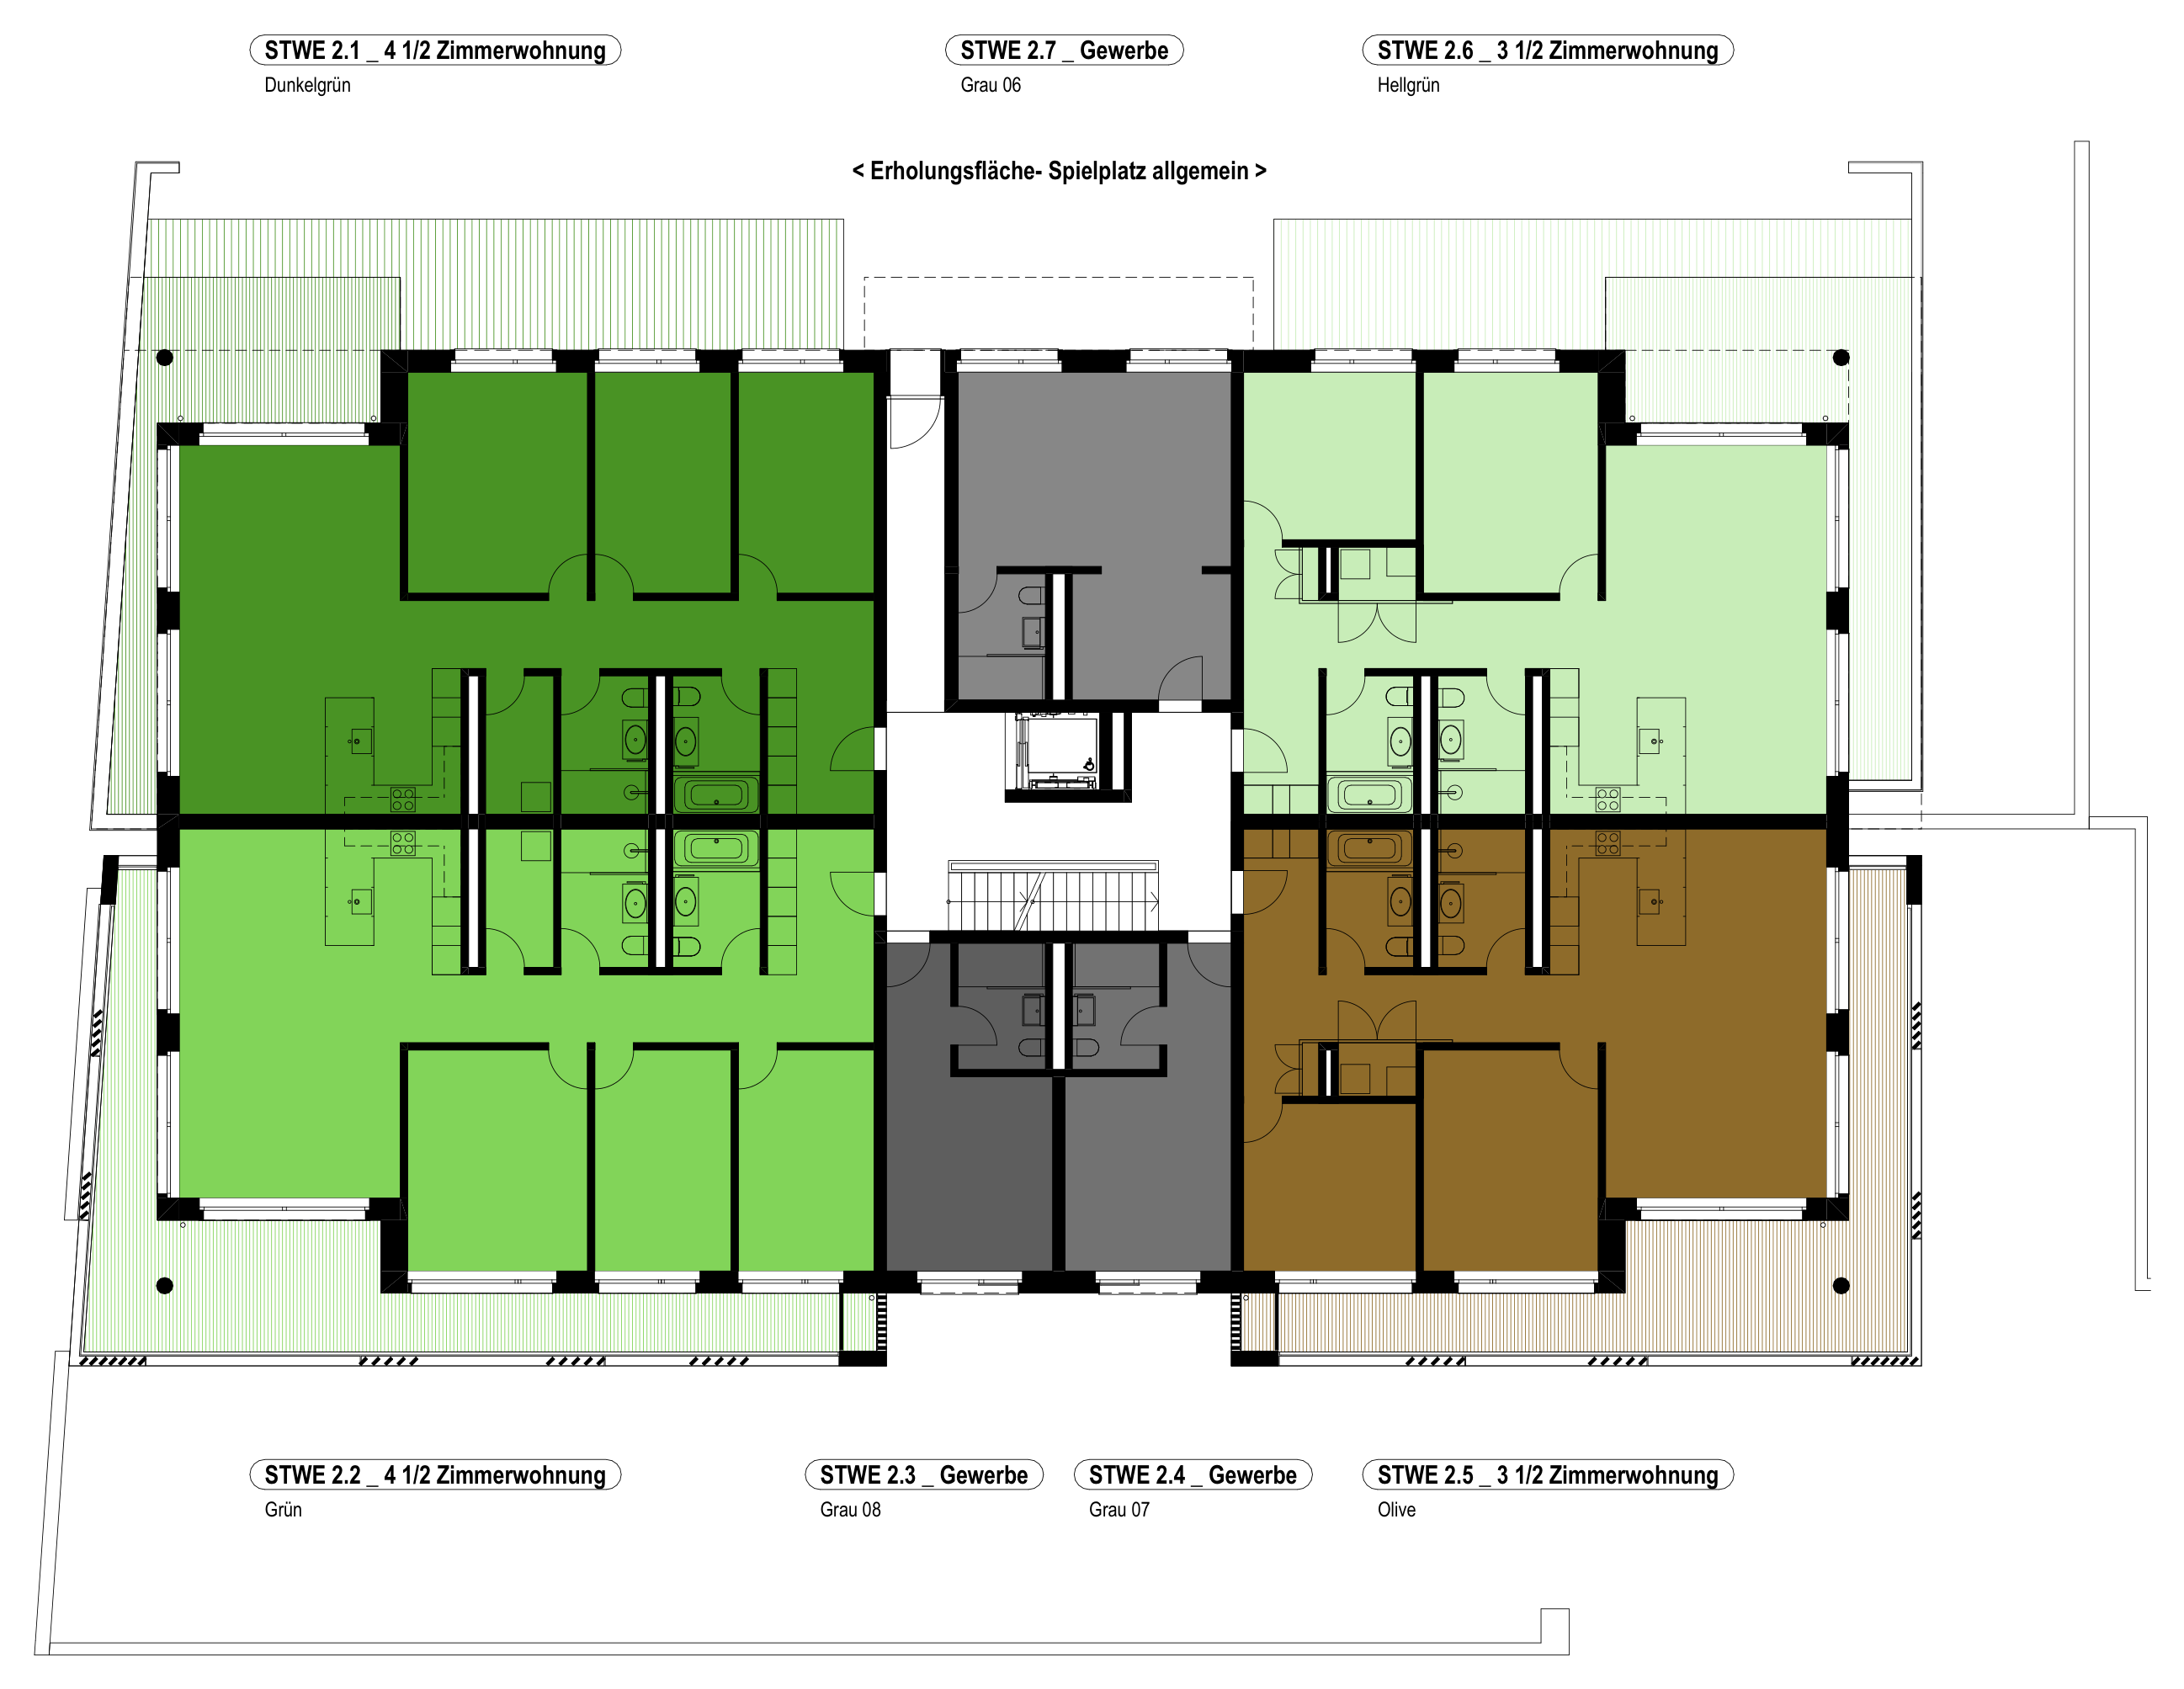 STWE 2.1 _ 4 1/2 Zimmerwohnung
Dunkelgrün
STWE 2.7 _ Gewerbe
Grau 06
STWE 2.6 _ 3 1/2 Zimmerwohnung
Hellgrün
< Erholungsfläche- Spielplatz allgemein >
STWE 2.2 _ 4 1/2 Zimmerwohnung
Grün
STWE 2.3 _ Gewerbe
Grau 08
STWE 2.4 _ Gewerbe
Grau 07
STWE 2.5 _ 3 1/2 Zimmerwohnung
Olive